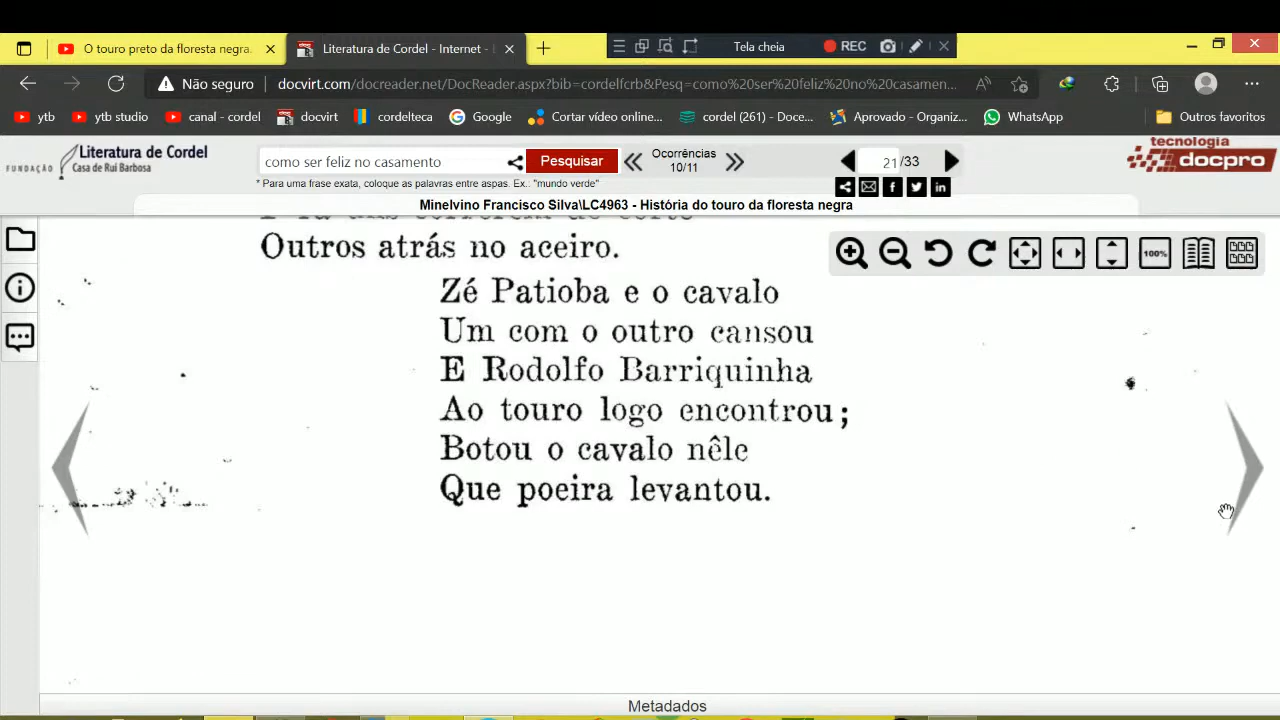 O touro preto da floresta negra.
Literatura de Cordel - Internet -
Tela cheia
REC
Não seguro
docvirt.com/docreader.net/DocReader.aspx?bib=cordelfcrb&Pesq=como%20ser%20feliz%20no%20casamen...
ytb
ytb studio
canal - cordel
docvirt
cordelteca
Google
Cortar vídeo online...
cordel (261) - Doce...
Aprovado - Organiz...
WhatsApp
Outros favoritos
FUNDAÇÃO
Literatura de Cordel
Casa de Rui Barbosa
como ser feliz no casamento
Pesquisar
* Para uma frase exata, coloque as palavras entre aspas. Ex.: "mundo verde"
Ocorrências
10/11
21 /33
tecnologia
docpro
Minelvino Francisco Silva\LC4963 - História do touro da floresta negra
100%
Outros atrás no aceiro.
Zé Patioba e o cavalo
Um com o outro cansou
E Rodolfo Barriquinha
Ao touro logo encontrou;
Botou o cavalo nêle
Que poeira levantou.
Metadados